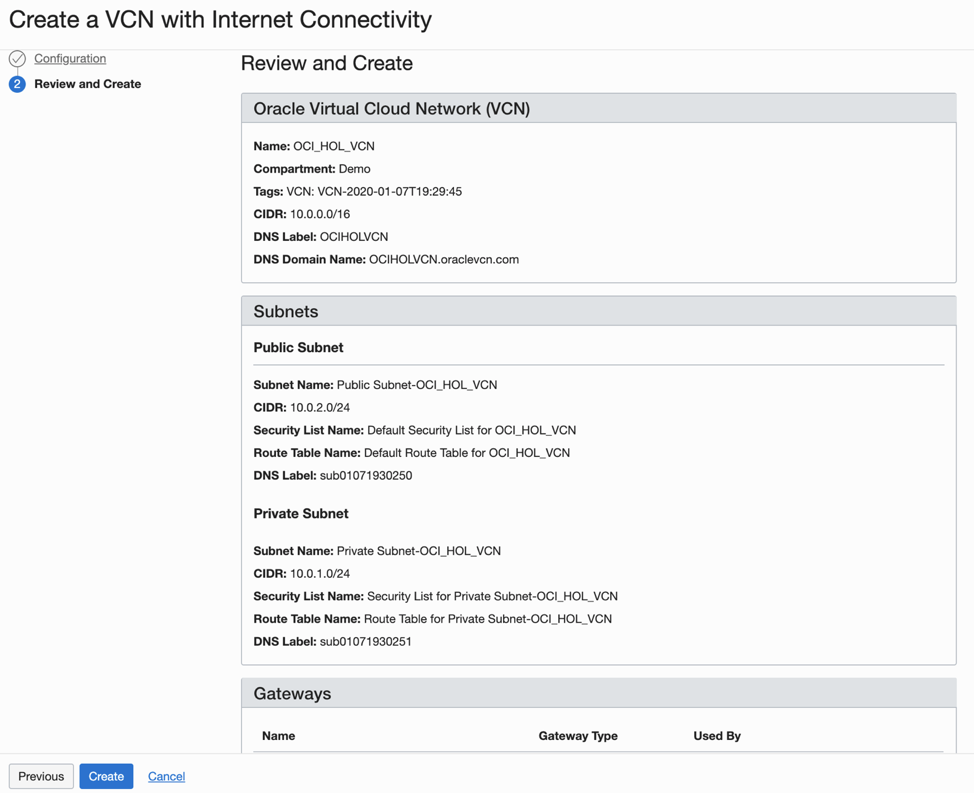 Create a VCN with Internet Connectivity
Configuration
2 Review and Create
Review and Create
Oracle Virtual Cloud Network (VCN)
Name: OCI_HOL_VCN
Compartment: Demo
Tags: VCN: VCN-2020-01-07T19:29:45
CIDR: 10.0.0.0/16
DNS Label: OCIHOLVCN
DNS Domain Name: OCIHOLVCN.oraclevcn.com
Subnets
Public Subnet
Subnet Name: Public Subnet-OCI_HOL_VCN
CIDR: 10.0.2.0/24
Security List Name: Default Security List for OCI_HOL_VCN
Route Table Name: Default Route Table for OCI_HOL_VCN
DNS Label: sub01071930250
Private Subnet
Subnet Name: Private Subnet-OCI_HOL_VCN
CIDR: 10.0.1.0/24
Security List Name: Security List for Private Subnet-OCI_HOL_VCN
Route Table Name: Route Table for Private Subnet-OCI_HOL_VCN
DNS Label: sub01071930251
Gateways
Name Gateway Type Used By
Previous Create Cancel